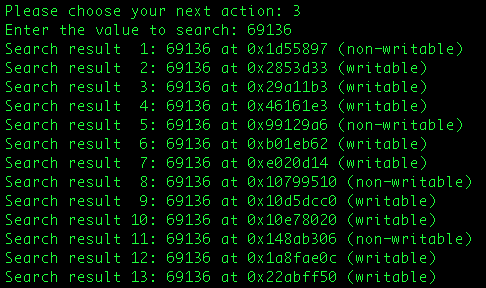 Please choose your next action: 3
Enter the value to search: 69136
Search result  1: 69136 at 0x1d55897 (non-writable)
Search result  2: 69136 at 0x2853d33 (writable)
Search result  3: 69136 at 0x29a11b3 (writable)
Search result  4: 69136 at 0x46161e3 (writable)
Search result  5: 69136 at 0x99129a6 (non-writable)
Search result  6: 69136 at 0xb01eb62 (writable)
Search result  7: 69136 at 0xe020d14 (writable)
Search result  8: 69136 at 0x10799510 (non-writable)
Search result  9: 69136 at 0x10d5dcc0 (writable)
Search result 10: 69136 at 0x10e78020 (writable)
Search result 11: 69136 at 0x148ab306 (non-writable)
Search result 12: 69136 at 0x1a8fae0c (writable)
Search result 13: 69136 at 0x22abff50 (writable)